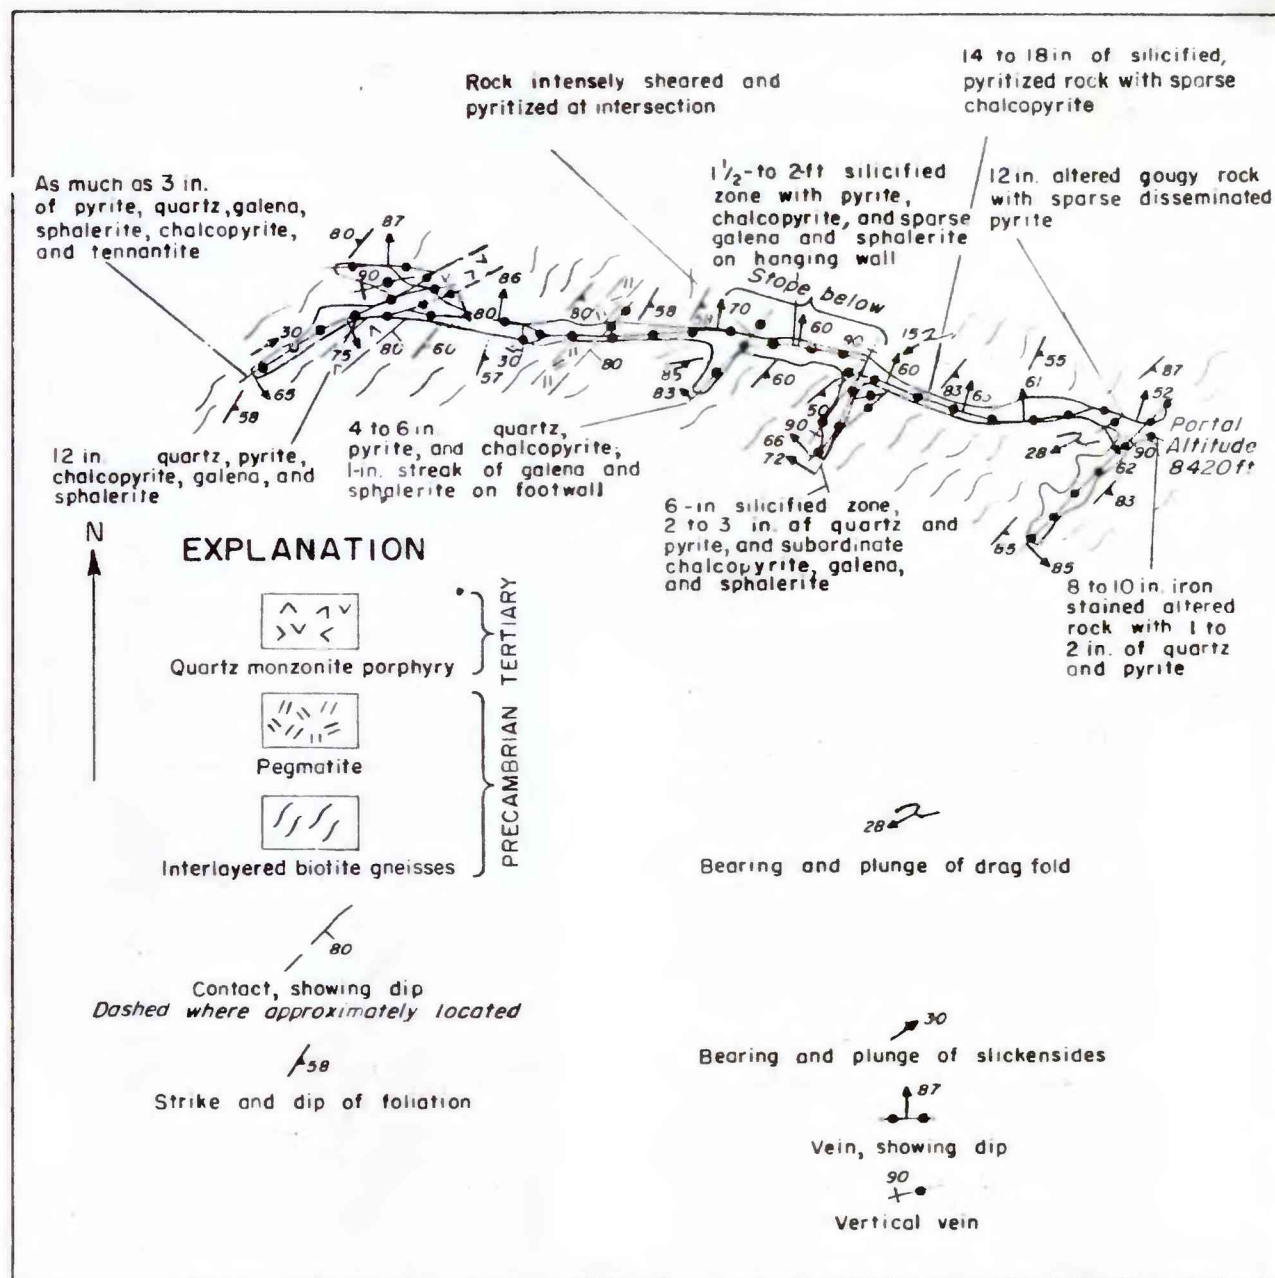 14 to 18 in of silicified,
pyritized rock with sparse
chalcopyrite
Rock intensely sheared and
pyritized at intersection
1 1/2- to 2-ft silicified
zone with pyrite,
chalcopyrite, and sparse
galena and sphalerite
on hanging wall
12 in. altered gougy rock
with sparse disseminated
pyrite
As much as 3 in.
of pyrite, quartz, galena,
sphalerite, chalcopyrite,
and tennantite
Stope below
80
87
90
86
80
58
70
60
90
15
60
83
61
55
87
52
30
75
80
60
80
57
30
80
85
83
60
50
90
66
72
28
90
62
83
65
85
65
58
Portal
Altitude
8420 ft
12 in. quartz, pyrite,
chalcopyrite, galena, and
sphalerite
4 to 6 in. quartz,
pyrite, and chalcopyrite,
1-in. streak of galena and
sphalerite on footwall
6-in silicified zone,
2 to 3 in. of quartz and
pyrite, and subordinate
chalcopyrite, galena,
and sphalerite
8 to 10 in. iron
stained altered
rock with 1 to
2 in. of quartz
and pyrite
N
EXPLANATION
Quartz monzonite porphyry
TERTIARY
Pegmatite
Interlayered biotite gneisses
PRECAMBRIAN
80
Contact, showing dip
Dashed where approximately located
58
Strike and dip of foliation
28
Bearing and plunge of drag fold
30
Bearing and plunge of slickensides
87
Vein, showing dip
90
Vertical vein